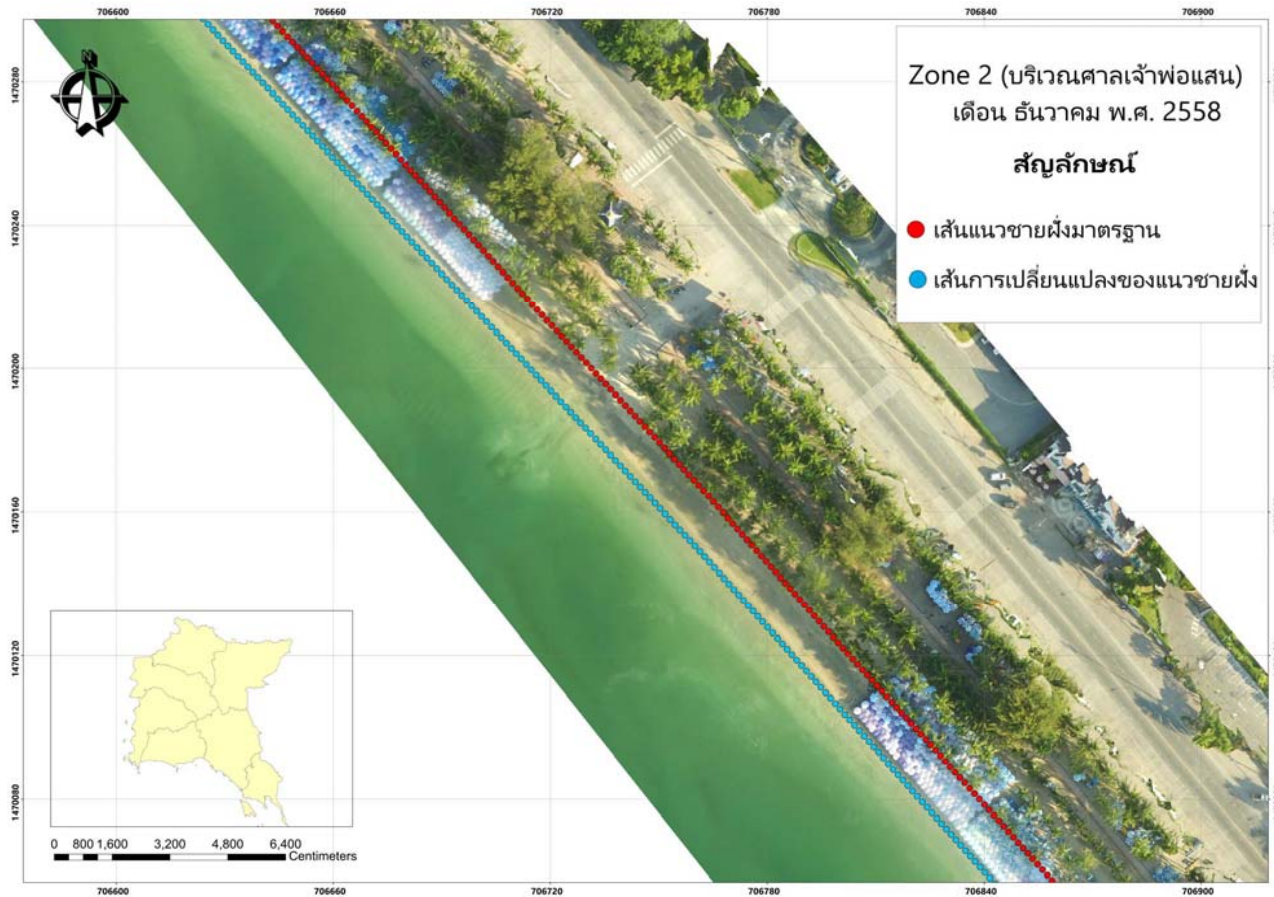 706600 706660 706720 706780 706840 706900
Zone 2 (บริเวณศาลเจ้าพ่อแสน)
เดือน ธันวาคม พ.ศ. 2558
สัญลักษณ์
เส้นแนวชายฝั่งมาตรฐาน
เส้นการเปลี่ยนแปลงของแนวชายฝั่ง
N
1470280
1470240
1470200
1470160
1470120
1470080
0 800 1,600 3,200 4,800 6,400
Centimeters
706600 706660 706720 706780 706840 706900